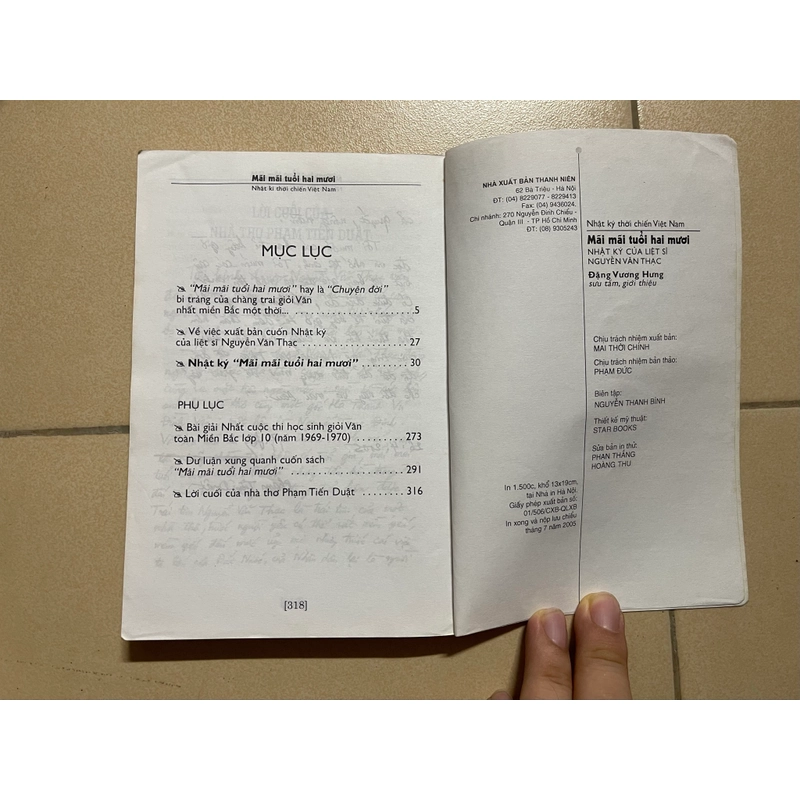 Mãi mãi tuổi hai mươi
Nhật kí thời chiến Việt Nam
MỤC LỤC
"Mãi mãi tuổi hai mươi" hay là "Chuyện đời"
bi tráng của chàng trai giỏi Văn
nhất miền Bắc một thời... 5
Về việc xuất bản cuốn Nhật ký
của liệt sĩ Nguyễn Văn Thạc 27
Nhật ký "Mãi mãi tuổi hai mươi" 30
PHỤ LỤC
Bài giải Nhất cuộc thi học sinh giỏi Văn
toàn Miền Bắc lớp 10 (năm 1969-1970) 273
Dư luận xung quanh cuốn sách
"Mãi mãi tuổi hai mươi" 291
Lời cuối của nhà thơ Phạm Tiến Duật 316
[318]
NHÀ XUẤT BẢN THANH NIÊN
62 Bà Triệu - Hà Nội
ĐT: (04) 8229077 - 8229413
Fax: (04) 9436024.
Chi nhánh: 270 Nguyễn Đình Chiểu -
Quận III - TP Hồ Chí Minh
ĐT: (08) 9305243
Nhật ký thời chiến Việt Nam
Mãi mãi tuổi hai mươi
NHẬT KÝ CỦA LIỆT SĨ
NGUYỄN VĂN THẠC
Đặng Vương Hưng
sưu tầm, giới thiệu
Chịu trách nhiệm xuất bản:
MAI THỜI CHÍNH
Chịu trách nhiệm bản thảo:
PHẠM ĐỨC
Biên tập:
NGUYỄN THANH BÌNH
Thiết kế mỹ thuật:
STAR BOOKS
Sửa bản in thử:
PHAN THẮNG
HOÀNG THU
In 1.500c, khổ 13x19cm,
tại Nhà in Hà Nội.
Giấy phép xuất bản số:
01/506/CXB-QLXB
In xong và nộp lưu chiểu
tháng 7 năm 2005